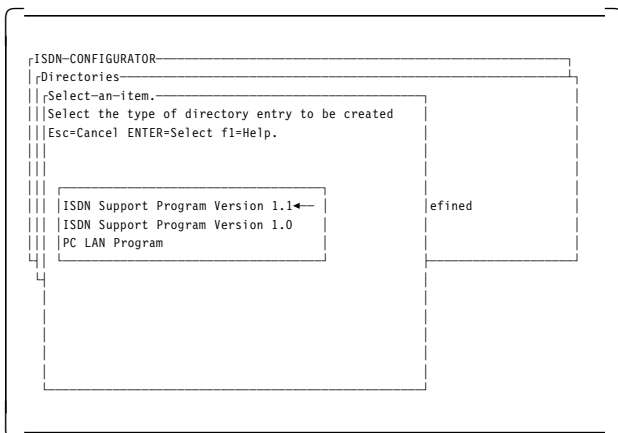 ISDN-CONFIGURATOR
Directories
Select-an-item.
Select the type of directory entry to be created
Esc=Cancel ENTER=Select f1=Help.
ISDN Support Program Version 1.1◄── efined
ISDN Support Program Version 1.0
PC LAN Program